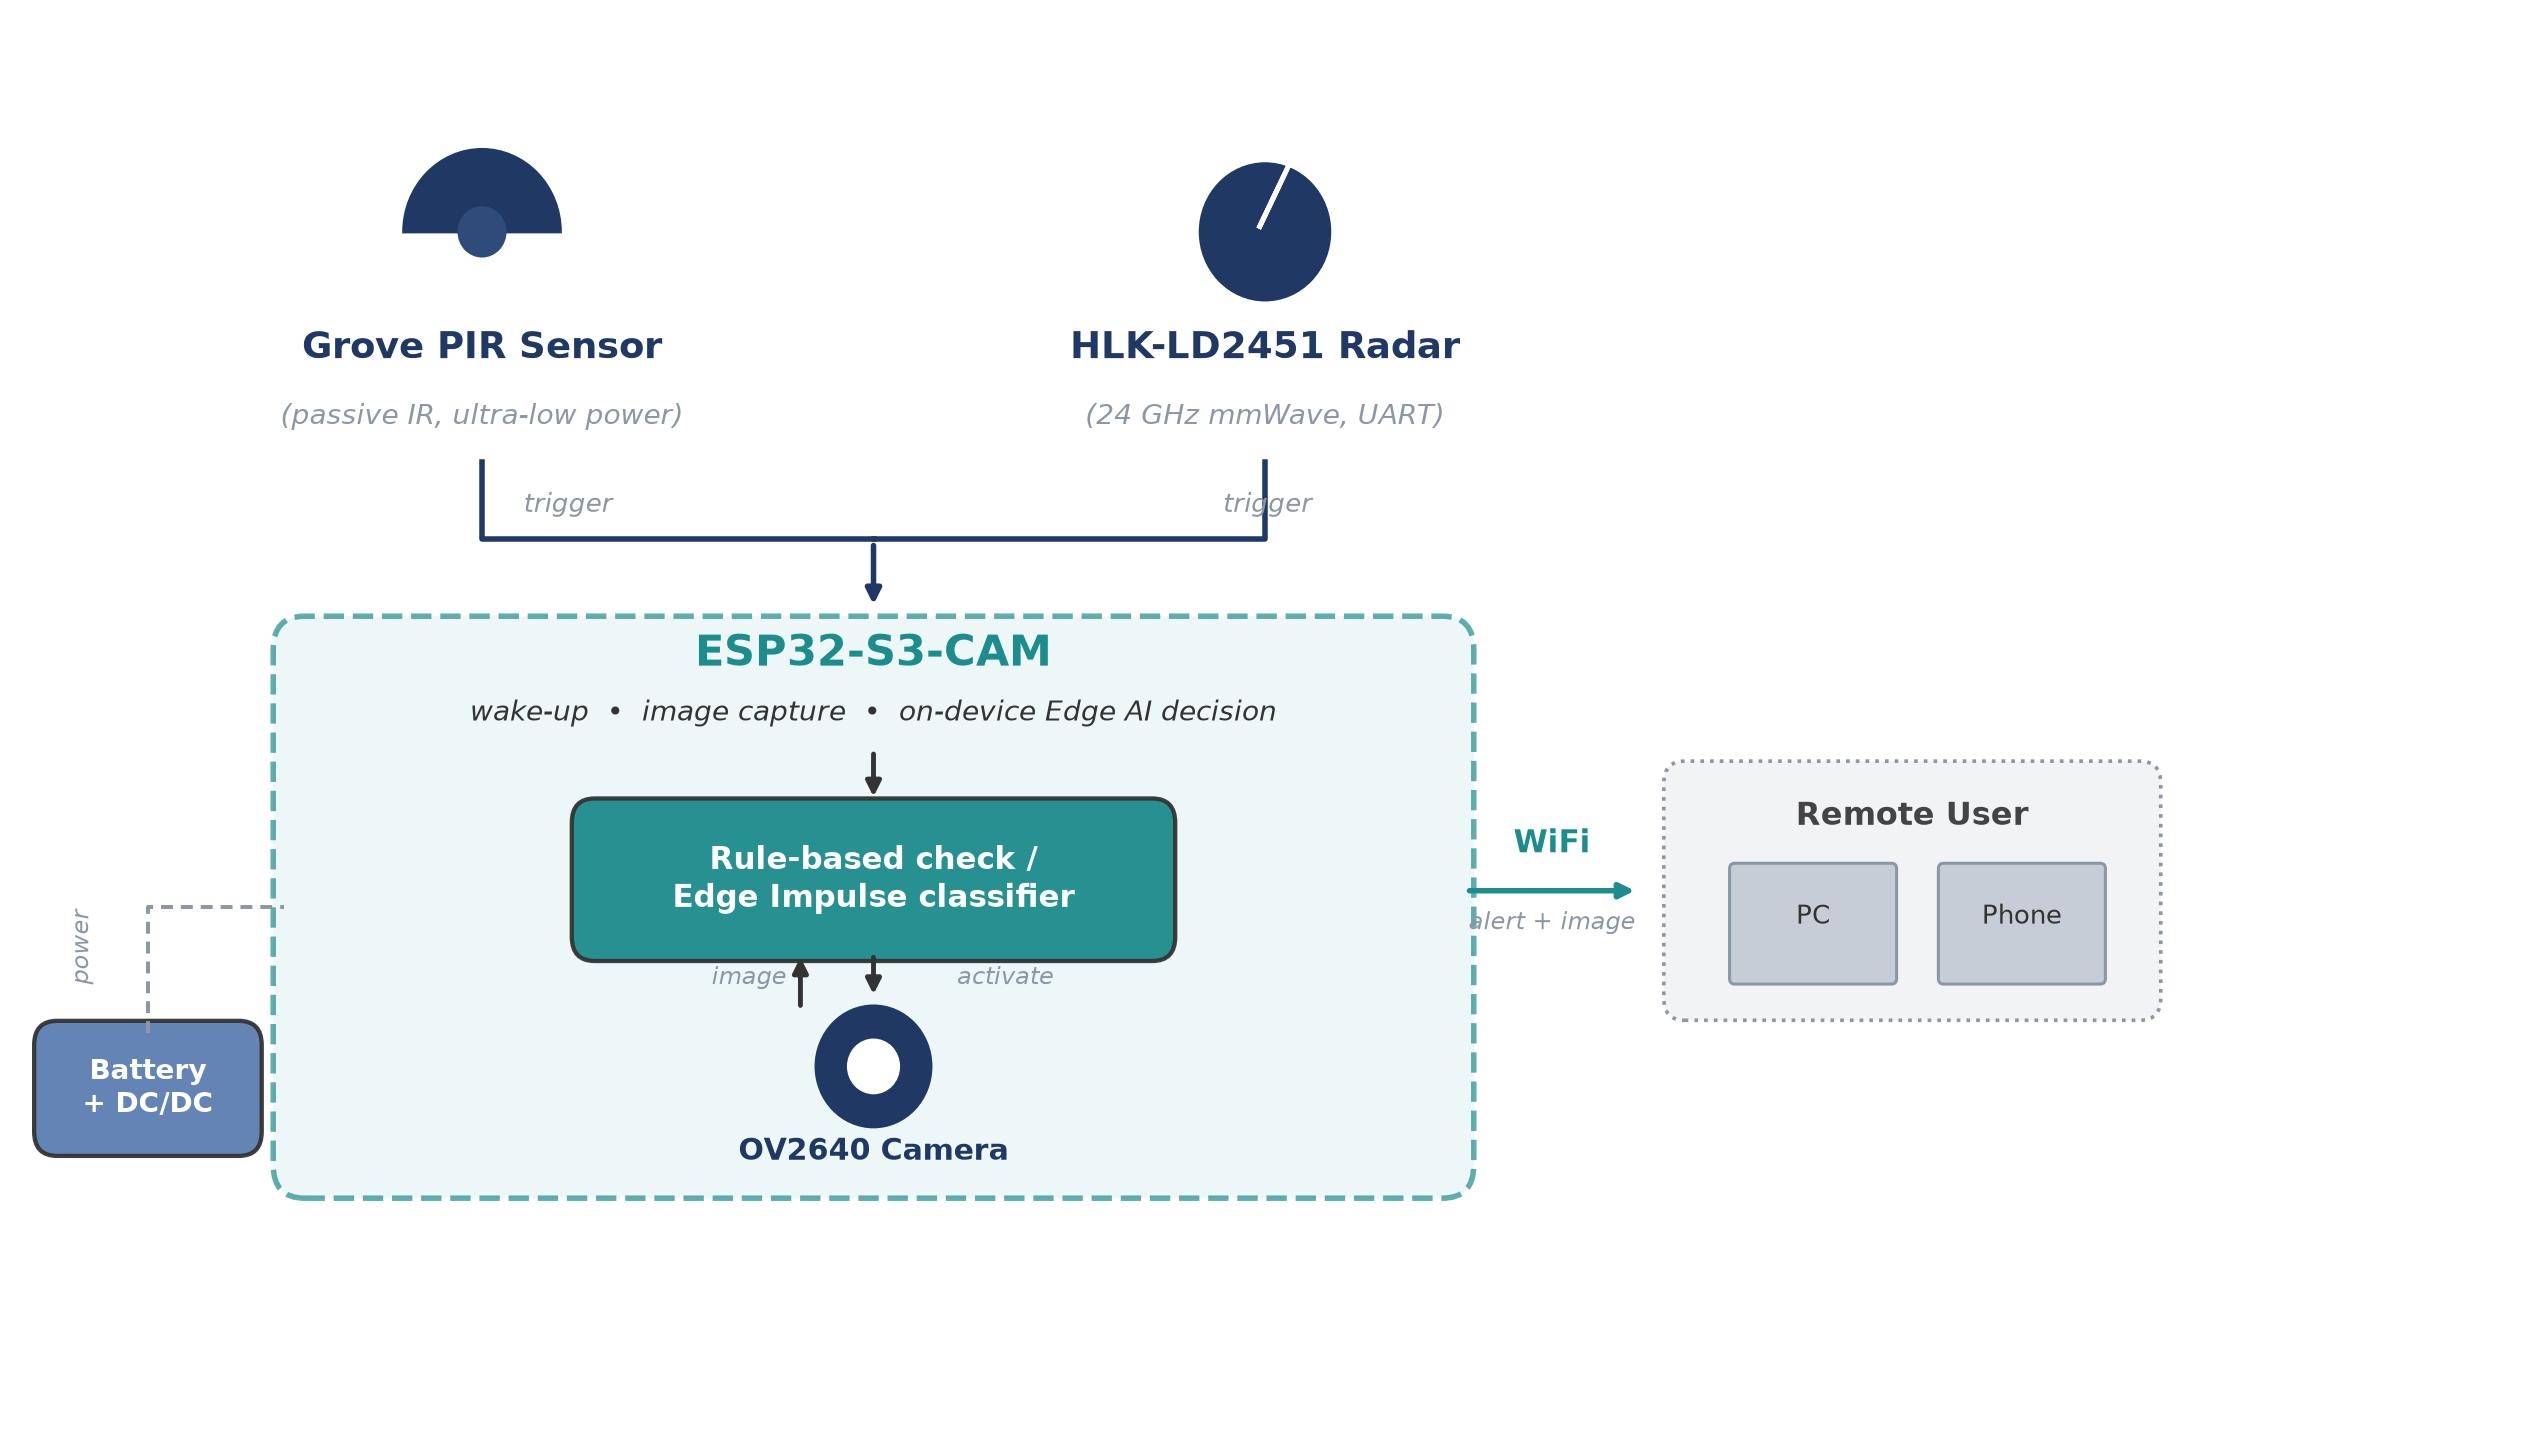 Grove PIR Sensor
(passive IR, ultra-low power)
HLK-LD2451 Radar
(24 GHz mmWave, UART)
trigger
trigger
ESP32-S3-CAM
wake-up • image capture • on-device Edge AI decision
Rule-based check /
Edge Impulse classifier
image
activate
OV2640 Camera
power
Battery
+ DC/DC
WiFi
alert + image
Remote User
PC
Phone